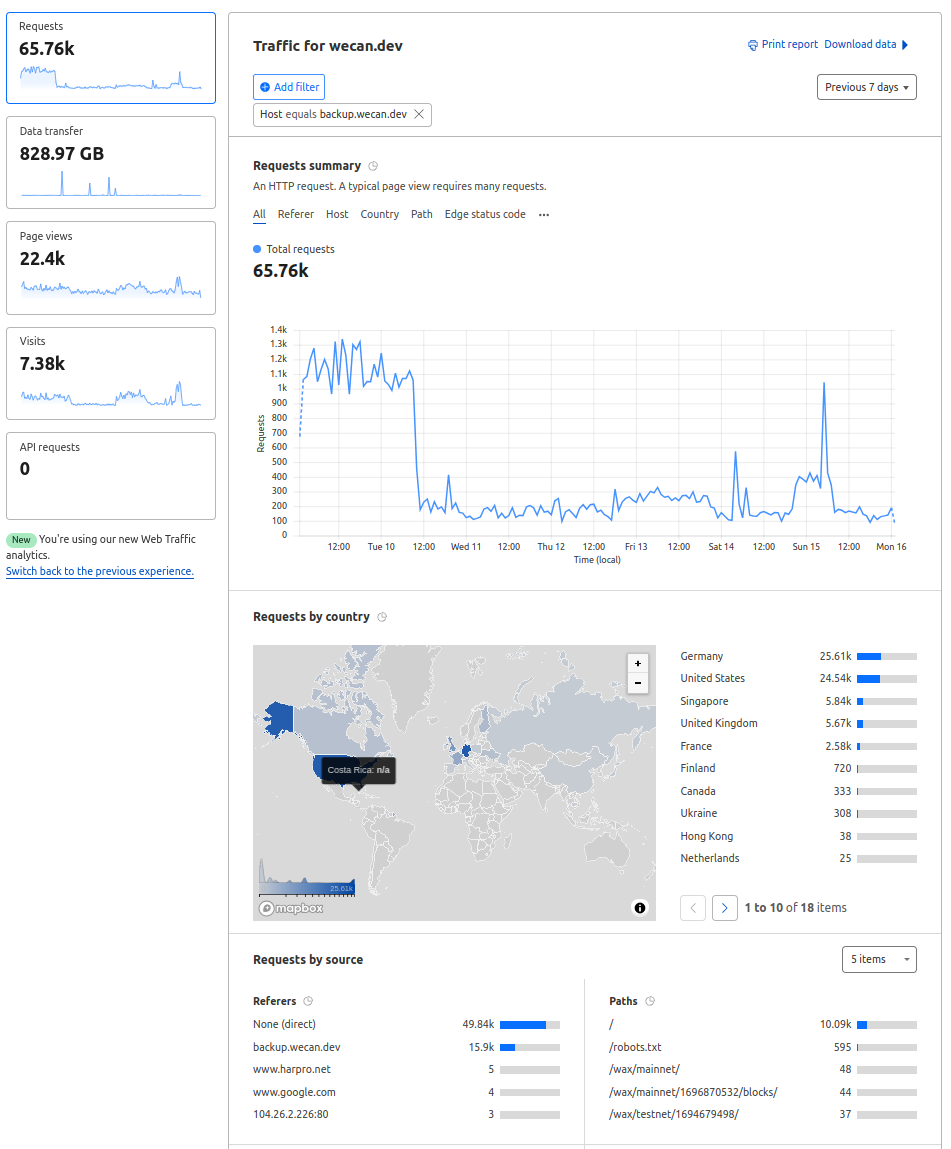 Requests
65.76k
Data transfer
828.97 GB
Page views
22.4k
Visits
7.38k
API requests
0
New You're using our new Web Traffic
analytics.
Switch back to the previous experience.
Traffic for wecan.dev
Print report Download data
Add filter
Previous 7 days
Host equals backup.wecan.dev
Requests summary
An HTTP request. A typical page view requires many requests.
All Referer Host Country Path Edge status code ...
Total requests
65.76k
1.4k
1.3k
1.2k
1.1k
1k
900
800
700
600
500
400
300
200
100
0
Requests
12:00 Tue 10 12:00 Wed 11 12:00 Thu 12 12:00 Fri 13 12:00 Sat 14 12:00 Sun 15 12:00 Mon 16
Time (local)
Requests by country
+
−
Costa Rica: n/a
25.61k
mapbox
Germany 25.61k
United States 24.54k
Singapore 5.84k
United Kingdom 5.67k
France 2.58k
Finland 720
Canada 333
Ukraine 308
Hong Kong 38
Netherlands 25
1 to 10 of 18 items
Requests by source
5 items
Referers
None (direct) 49.84k
backup.wecan.dev 15.9k
www.harpro.net 5
www.google.com 4
104.26.2.226:80 3
Paths
/ 10.09k
/robots.txt 595
/wax/mainnet/ 48
/wax/mainnet/1696870532/blocks/ 44
/wax/testnet/1694679498/ 37